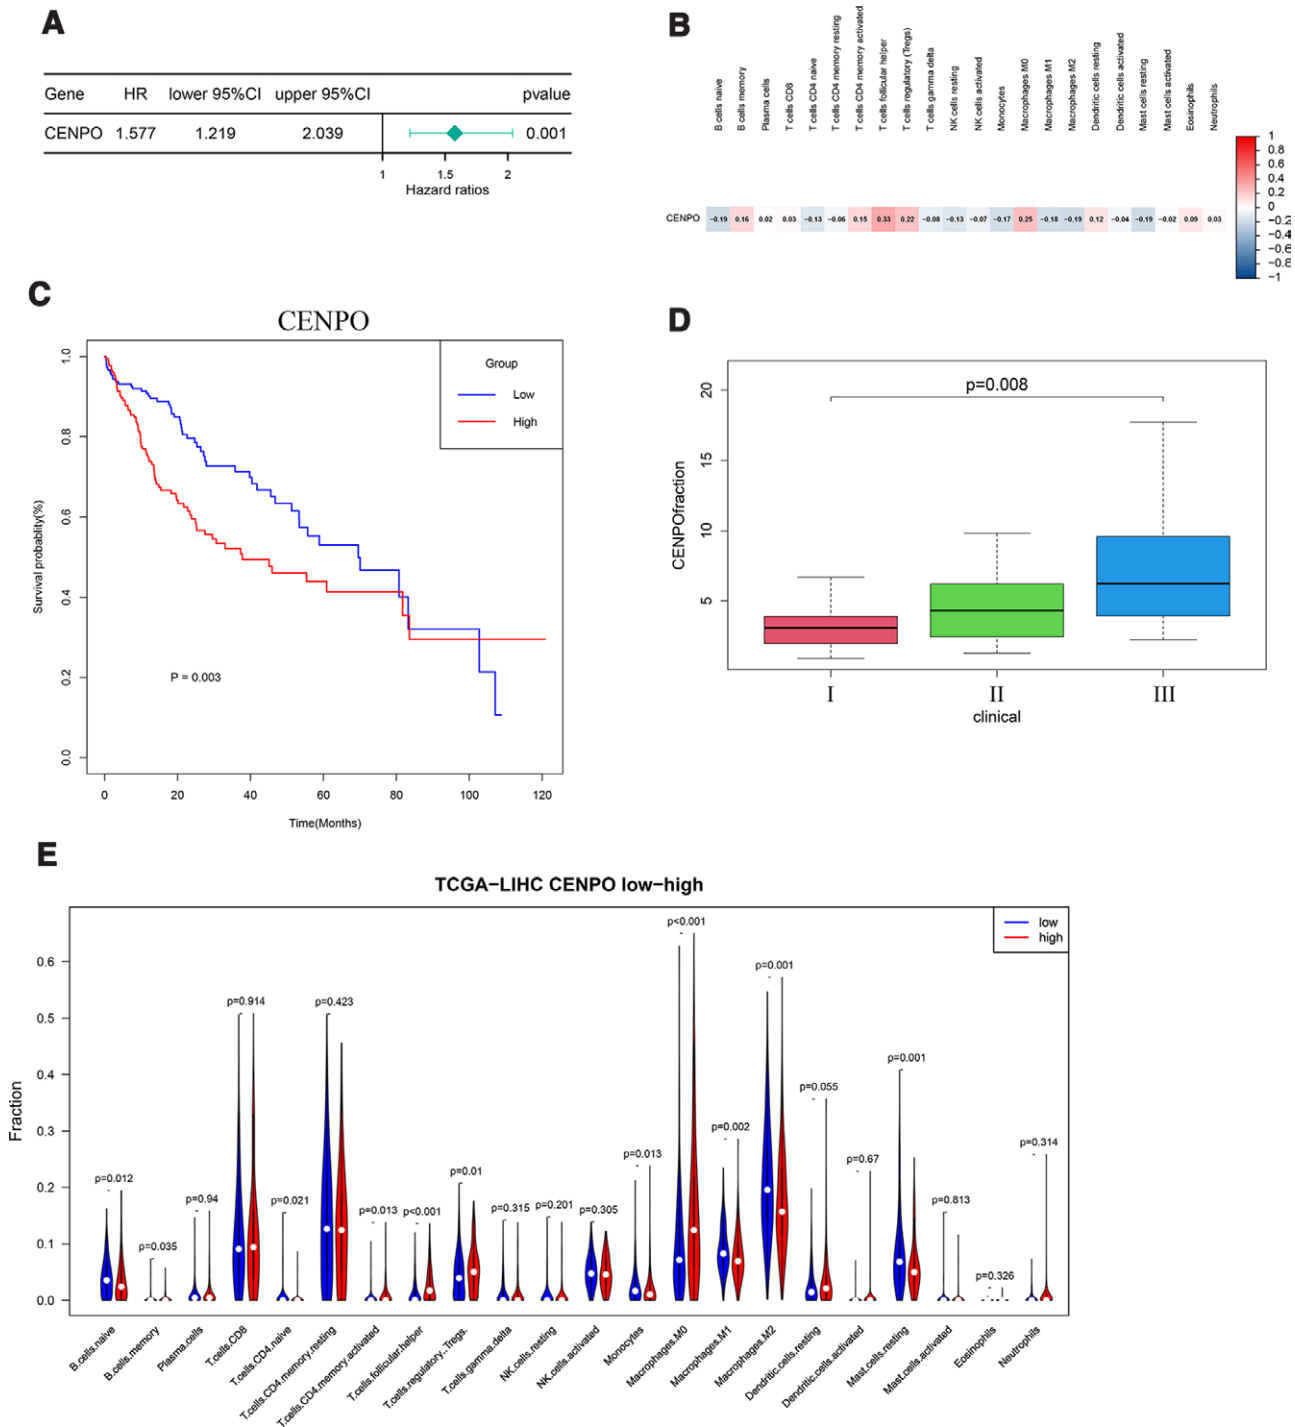 A
Gene HR lower 95%CI upper 95%CI pvalue
CENPO 1.577 1.219 2.039 0.001
1 1.5 2
Hazard ratios
B
B cells naive
B cells memory
Plasma cells
T cells CD8
T cells CD4 naive
T cells CD4 memory resting
T cells CD4 memory activated
T cells follicular helper
T cells regulatory (Tregs)
T cells gamma delta
NK cells resting
NK cells activated
Monocytes
Macrophages M0
Macrophages M1
Macrophages M2
Dendritic cells resting
Dendritic cells activated
Mast cells resting
Mast cells activated
Eosinophils
Neutrophils
CENPO −0.19 0.16 0.02 0.03 −0.13 −0.06 0.15 0.33 0.22 −0.08 −0.13 −0.07 −0.17 0.25 −0.18 −0.19 0.12 −0.04 −0.19 −0.02 0.09 0.03
1
0.8
0.6
0.4
0.2
0
−0.2
−0.4
−0.6
−0.8
−1
C
CENPO
Group
Low
High
P = 0.003
Survival probablity(%)
1.0
0.8
0.6
0.4
0.2
0.0
0 20 40 60 80 100 120
Time(Months)
D
p=0.008
CENPOfraction
20
15
10
5
I II III
clinical
E
TCGA−LIHC CENPO low−high
low
high
Fraction
0.6
0.5
0.4
0.3
0.2
0.1
0.0
p=0.012
p=0.035
p=0.94
p=0.914
p=0.021
p=0.423
p=0.013
p<0.001
p=0.01
p=0.315
p=0.201
p=0.305
p=0.013
p<0.001
p=0.002
p=0.001
p=0.055
p=0.67
p=0.001
p=0.813
p=0.326
p=0.314
B.cells.naive
B.cells.memory
Plasma.cells
T.cells.CD8
T.cells.CD4.naive
T.cells.CD4.memory.resting
T.cells.CD4.memory.activated
T.cells.follicular.helper
T.cells.regulatory..Tregs.
T.cells.gamma.delta
NK.cells.resting
NK.cells.activated
Monocytes
Macrophages.M0
Macrophages.M1
Macrophages.M2
Dendritic.cells.resting
Dendritic.cells.activated
Mast.cells.resting
Mast.cells.activated
Eosinophils
Neutrophils